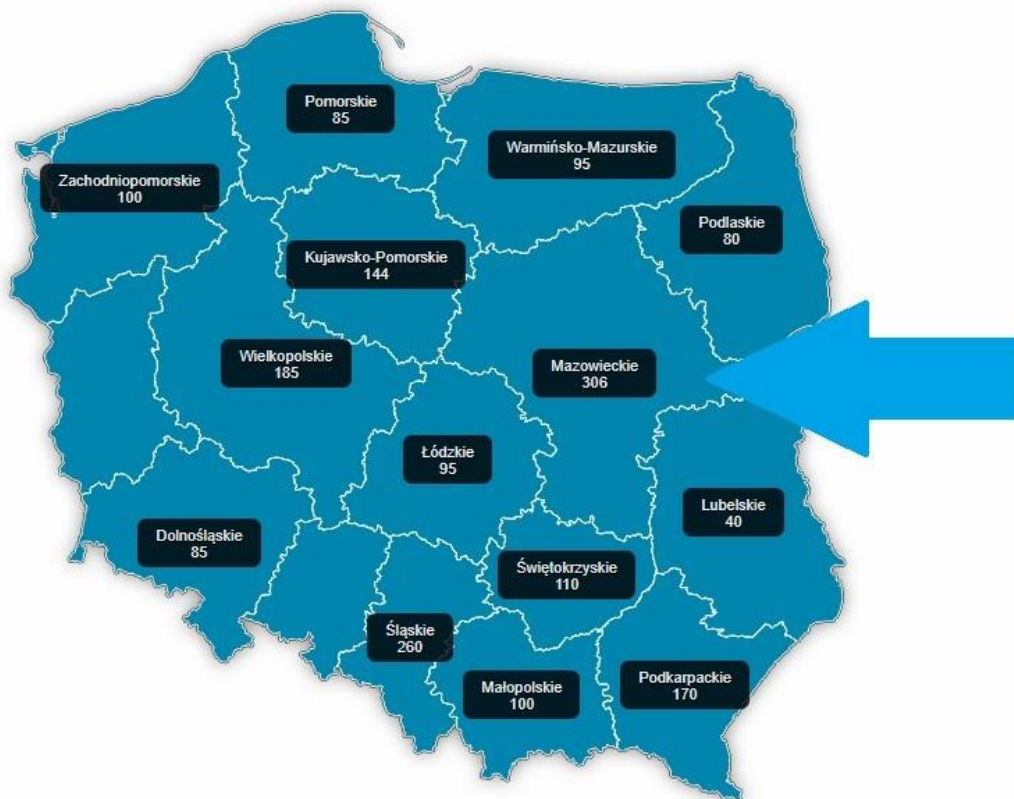 Pomorskie
85
Warmińsko-Mazurskie
95
Zachodniopomorskie
100
Podlaskie
80
Kujawsko-Pomorskie
144
Wielkopolskie
185
Mazowieckie
306
Łódzkie
95
Lubelskie
40
Dolnośląskie
85
Świętokrzyskie
110
Śląskie
260
Małopolskie
100
Podkarpackie
170